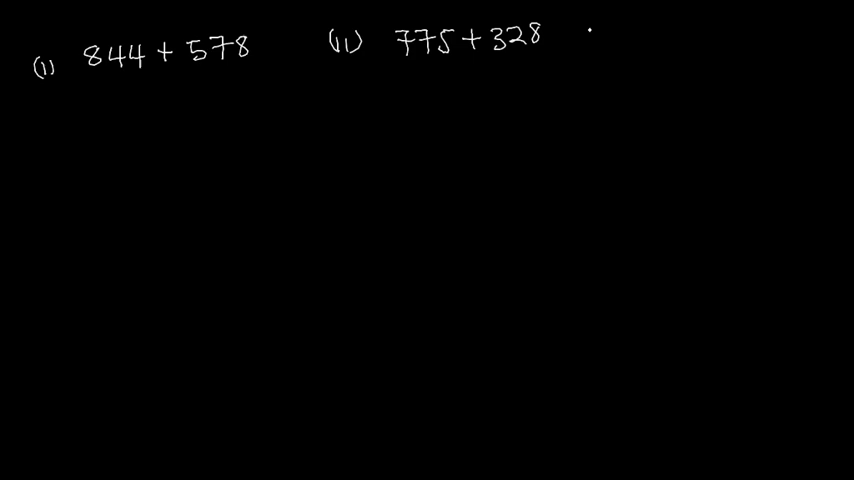 (i) 844 + 578 (ii) 775 + 328